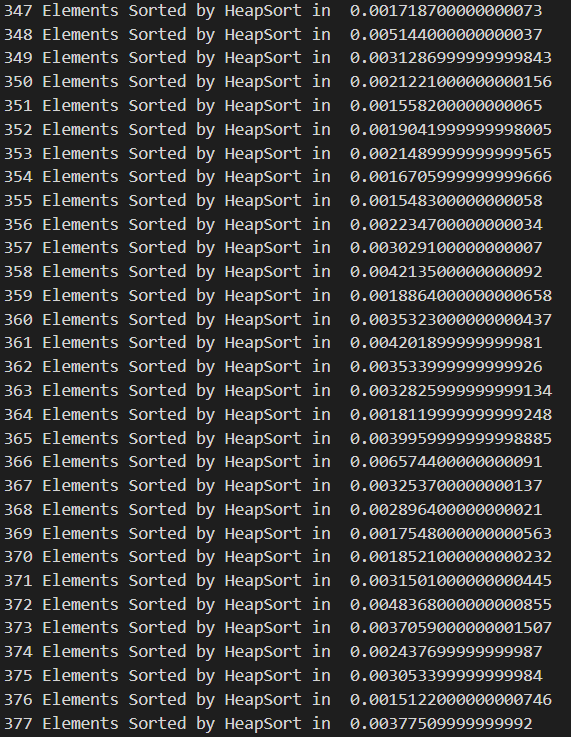 347 Elements Sorted by HeapSort in  0.001718700000000073
348 Elements Sorted by HeapSort in  0.005144000000000037
349 Elements Sorted by HeapSort in  0.0031286999999999843
350 Elements Sorted by HeapSort in  0.0021221000000000156
351 Elements Sorted by HeapSort in  0.001558200000000065
352 Elements Sorted by HeapSort in  0.0019041999999998005
353 Elements Sorted by HeapSort in  0.0021489999999999565
354 Elements Sorted by HeapSort in  0.0016705999999999666
355 Elements Sorted by HeapSort in  0.001548300000000058
356 Elements Sorted by HeapSort in  0.002234700000000034
357 Elements Sorted by HeapSort in  0.003029100000000007
358 Elements Sorted by HeapSort in  0.004213500000000092
359 Elements Sorted by HeapSort in  0.0018864000000000658
360 Elements Sorted by HeapSort in  0.0035323000000000437
361 Elements Sorted by HeapSort in  0.004201899999999981
362 Elements Sorted by HeapSort in  0.003533999999999926
363 Elements Sorted by HeapSort in  0.0032825999999999134
364 Elements Sorted by HeapSort in  0.0018119999999999248
365 Elements Sorted by HeapSort in  0.0039959999999998885
366 Elements Sorted by HeapSort in  0.006574400000000091
367 Elements Sorted by HeapSort in  0.003253700000000137
368 Elements Sorted by HeapSort in  0.002896400000000021
369 Elements Sorted by HeapSort in  0.0017548000000000563
370 Elements Sorted by HeapSort in  0.0018521000000000232
371 Elements Sorted by HeapSort in  0.0031501000000000445
372 Elements Sorted by HeapSort in  0.0048368000000000855
373 Elements Sorted by HeapSort in  0.0037059000000001507
374 Elements Sorted by HeapSort in  0.002437699999999987
375 Elements Sorted by HeapSort in  0.003053399999999984
376 Elements Sorted by HeapSort in  0.0015122000000000746
377 Elements Sorted by HeapSort in  0.00377509999999992